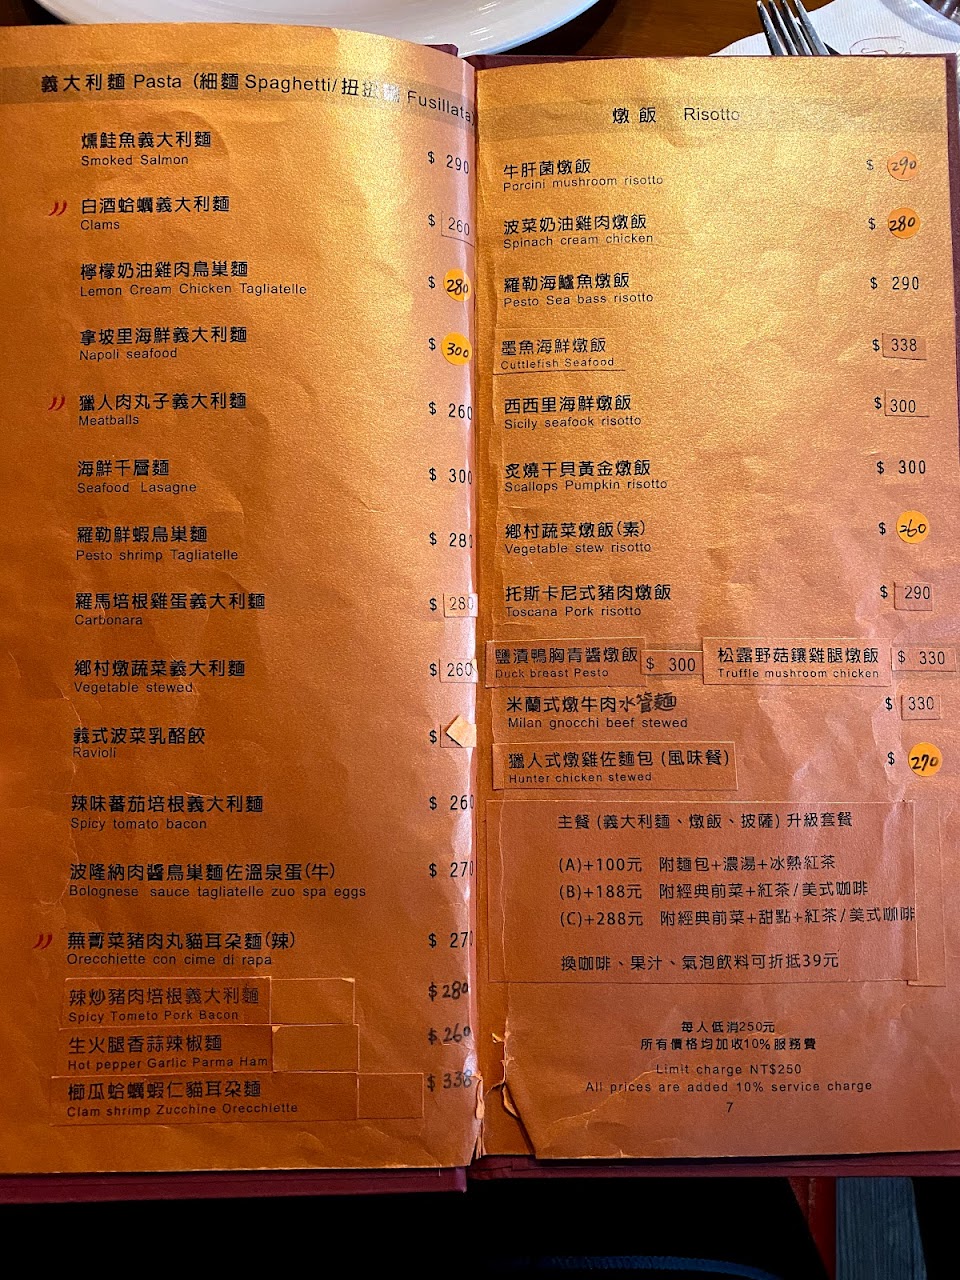 義大利麵 Pasta (細麵 Spaghetti/扭 Fusillata)
燻鮭魚義大利麵
Smoked Salmon
$ 290
白酒蛤蠣義大利麵
Clams
$ 260
檸檬奶油雞肉鳥巢麵
Lemon Cream Chicken Tagliatelle
$ 280
拿坡里海鮮義大利麵
Napoli seafood
$ 300
獵人肉丸子義大利麵
Meatballs
$ 260
海鮮千層麵
Seafood Lasagne
$ 300
羅勒鮮蝦鳥巢麵
Pesto shrimp Tagliatelle
$ 280
羅馬培根雞蛋義大利麵
Carbonara
$ 280
鄉村燉蔬菜義大利麵
Vegetable stewed
$ 260
義式菠菜乳酪餃
Ravioli
$
辣味蕃茄培根義大利麵
Spicy tomato bacon
$ 260
波隆納肉醬鳥巢麵佐溫泉蛋(牛)
Bolognese sauce tagliatelle zuo spa eggs
$ 270
蕪菁菜豬肉丸貓耳朶麵(辣)
Orecchiette con cime di rapa
$ 270
辣炒豬肉培根義大利麵
Spicy Tometo Pork Bacon
$ 280
生火腿香蒜辣椒麵
Hot pepper Garlic Parma Ham
$ 260
櫛瓜蛤蠣蝦仁貓耳朶麵
Clam shrimp Zucchine Orecchiette
$ 338
燉飯 Risotto
牛肝菌燉飯
Porcini mushroom risotto
$ 290
波菜奶油雞肉燉飯
Spinach cream chicken
$ 280
羅勒海鱸魚燉飯
Pesto Sea bass risotto
$ 290
墨魚海鮮燉飯
Cuttlefish Seafood
$ 338
西西里海鮮燉飯
Sicily seafook risotto
$ 300
炙燒干貝黃金燉飯
Scallops Pumpkin risotto
$ 300
鄉村蔬菜燉飯(素)
Vegetable stew risotto
$ 260
托斯卡尼式豬肉燉飯
Toscana Pork risotto
$ 290
鹽漬鴨胸青醬燉飯
Duck breast Pesto
$ 300
松露野菇鑲雞腿燉飯
Truffle mushroom chicken
$ 330
米蘭式燉牛肉水管麵
Milan gnocchi beef stewed
$ 330
獵人式燉雞佐麵包(風味餐)
Hunter chicken stewed
$ 270
主餐(義大利麵、燉飯、披薩)升級套餐
(A)+100元 附麵包+濃湯+冰熱紅茶
(B)+188元 附經典前菜+紅茶/美式咖啡
(C)+288元 附經典前菜+甜點+紅茶/美式咖啡
換咖啡、果汁、氣泡飲料可折抵39元
每人低消250元
所有價格均加收10%服務費
Limit charge NT$250
All prices are added 10% service charge
7